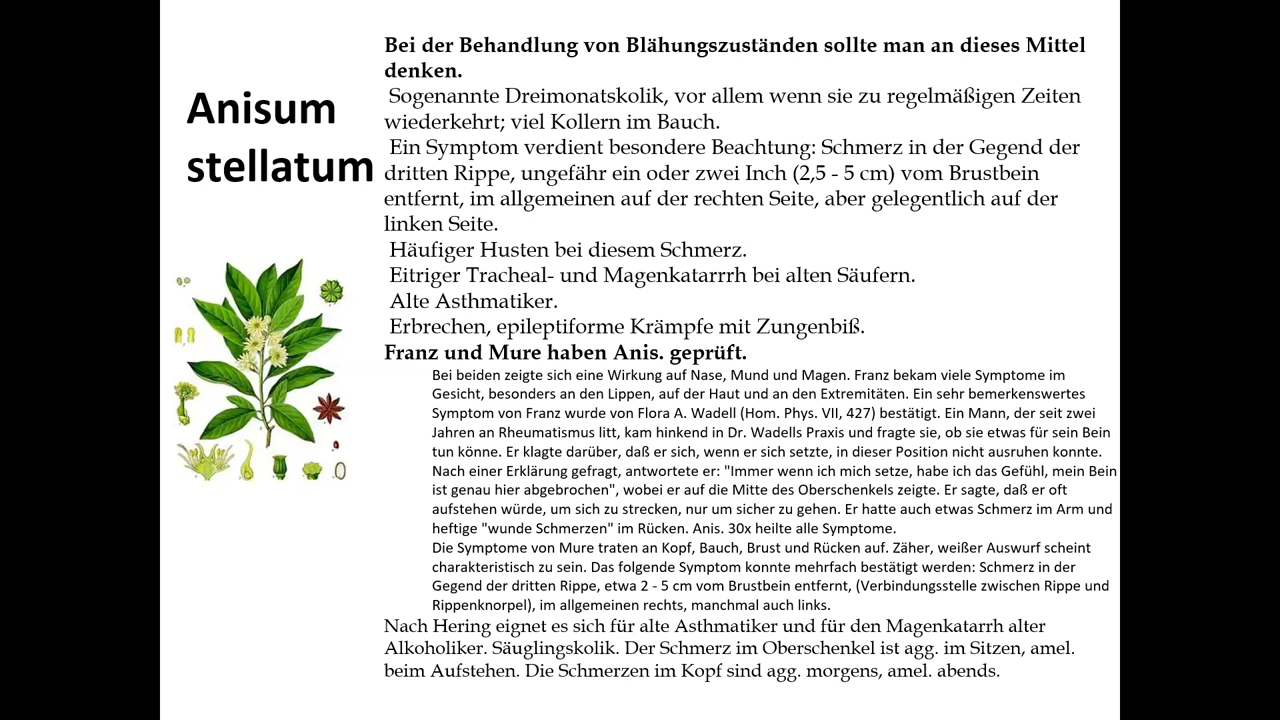 Anisum
stellatum
Bei der Behandlung von Blähungszuständen sollte man an dieses Mittel
denken.
Sogenannte Dreimonatskolik, vor allem wenn sie zu regelmäßigen Zeiten
wiederkehrt; viel Kollern im Bauch.
Ein Symptom verdient besondere Beachtung: Schmerz in der Gegend der
dritten Rippe, ungefähr ein oder zwei Inch (2,5 - 5 cm) vom Brustbein
entfernt, im allgemeinen auf der rechten Seite, aber gelegentlich auf der
linken Seite.
Häufiger Husten bei diesem Schmerz.
Eitriger Tracheal- und Magenkatarrrh bei alten Säufern.
Alte Asthmatiker.
Erbrechen, epileptiforme Krämpfe mit Zungenbiß.
Franz und Mure haben Anis. geprüft.
Bei beiden zeigte sich eine Wirkung auf Nase, Mund und Magen. Franz bekam viele Symptome im
Gesicht, besonders an den Lippen, auf der Haut und an den Extremitäten. Ein sehr bemerkenswertes
Symptom von Franz wurde von Flora A. Wadell (Hom. Phys. VII, 427) bestätigt. Ein Mann, der seit zwei
Jahren an Rheumatismus litt, kam hinkend in Dr. Wadells Praxis und fragte sie, ob sie etwas für sein Bein
tun könne. Er klagte darüber, daß er sich, wenn er sich setzte, in dieser Position nicht ausruhen konnte.
Nach einer Erklärung gefragt, antwortete er: "Immer wenn ich mich setze, habe ich das Gefühl, mein Bein
ist genau hier abgebrochen", wobei er auf die Mitte des Oberschenkels zeigte. Er sagte, daß er oft
aufstehen würde, um sich zu strecken, nur um sicher zu gehen. Er hatte auch etwas Schmerz im Arm und
heftige "wunde Schmerzen" im Rücken. Anis. 30x heilte alle Symptome.
Die Symptome von Mure traten an Kopf, Bauch, Brust und Rücken auf. Zäher, weißer Auswurf scheint
charakteristisch zu sein. Das folgende Symptom konnte mehrfach bestätigt werden: Schmerz in der
Gegend der dritten Rippe, etwa 2 - 5 cm vom Brustbein entfernt, (Verbindungsstelle zwischen Rippe und
Rippenknorpel), im allgemeinen rechts, manchmal auch links.
Nach Hering eignet es sich für alte Asthmatiker und für den Magenkatarrh alter
Alkoholiker. Säuglingskolik. Der Schmerz im Oberschenkel ist agg. im Sitzen, amel.
beim Aufstehen. Die Schmerzen im Kopf sind agg. morgens, amel. abends.